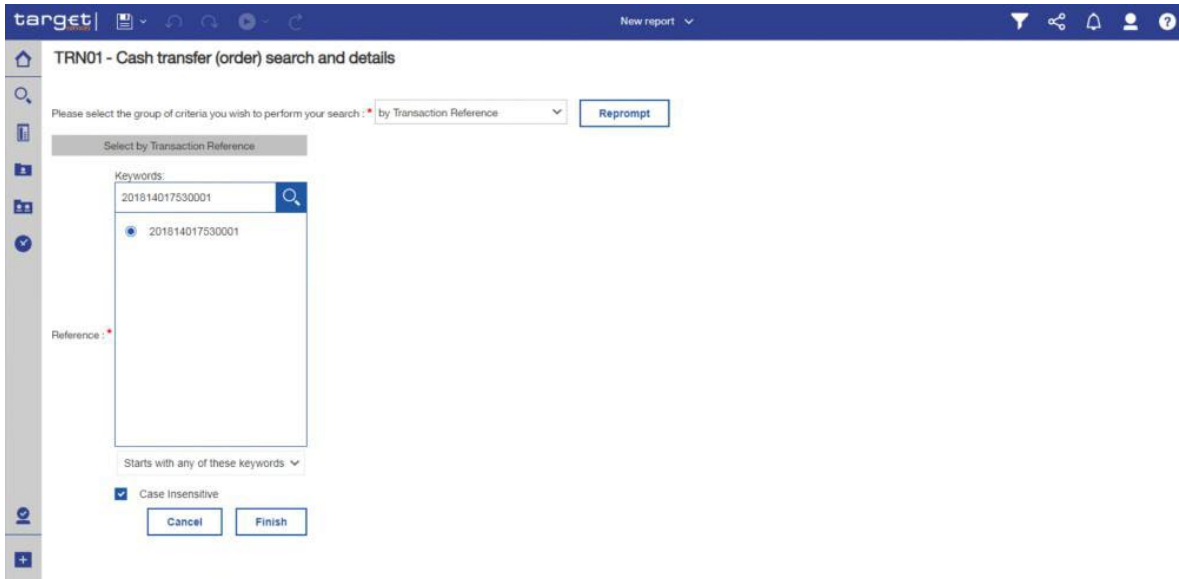 target|
New report
TRN01 - Cash transfer (order) search and details
Please select the group of criteria you wish to perform your search : * by Transaction Reference
Reprompt
Select by Transaction Reference
Keywords:
201814017530001
201814017530001
Reference : *
Starts with any of these keywords
Case Insensitive
Cancel
Finish